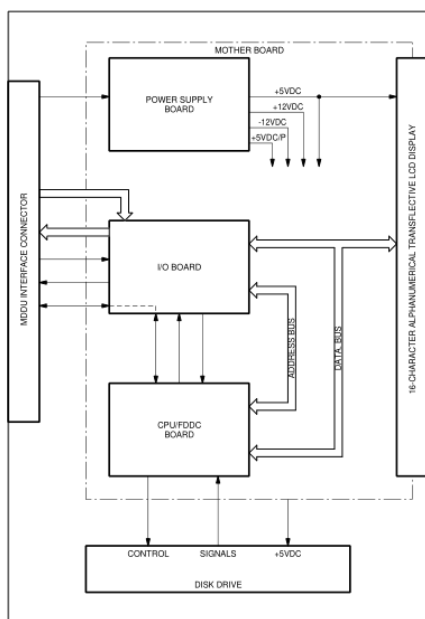 MOTHER BOARD
POWER SUPPLY
BOARD
+5VDC
+12VDC
-12VDC
+5VDC/P
MDDU INTERFACE CONNECTOR
I/O BOARD
ADDRESS BUS
DATA BUS
16-CHARACTER ALPHANUMERICAL TRANSFLECTIVE LCD DISPLAY
CPU/FDDC
BOARD
CONTROL SIGNALS +5VDC
DISK DRIVE